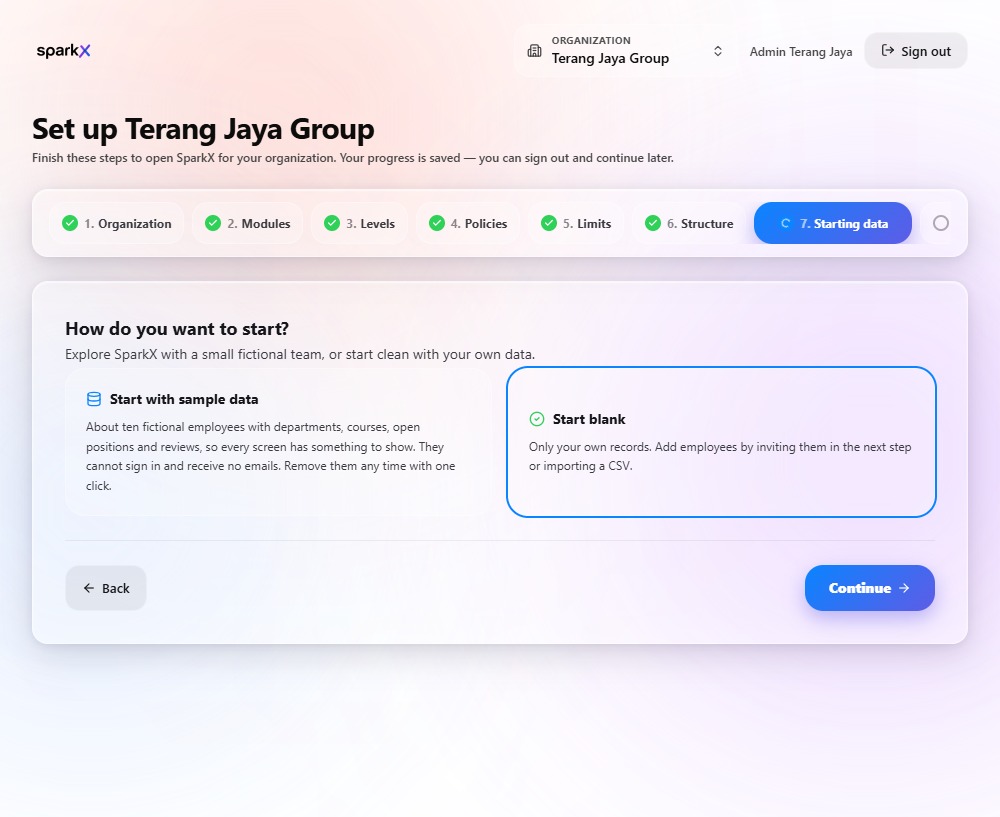 sparkX
ORGANIZATION
Terang Jaya Group
Admin Terang Jaya
Sign out
Set up Terang Jaya Group
Finish these steps to open SparkX for your organization. Your progress is saved — you can sign out and continue later.
1. Organization
2. Modules
3. Levels
4. Policies
5. Limits
6. Structure
7. Starting data
How do you want to start?
Explore SparkX with a small fictional team, or start clean with your own data.
Start with sample data
About ten fictional employees with departments, courses, open
positions and reviews, so every screen has something to show. They
cannot sign in and receive no emails. Remove them any time with one
click.
Start blank
Only your own records. Add employees by inviting them in the next step
or importing a CSV.
Back
Continue